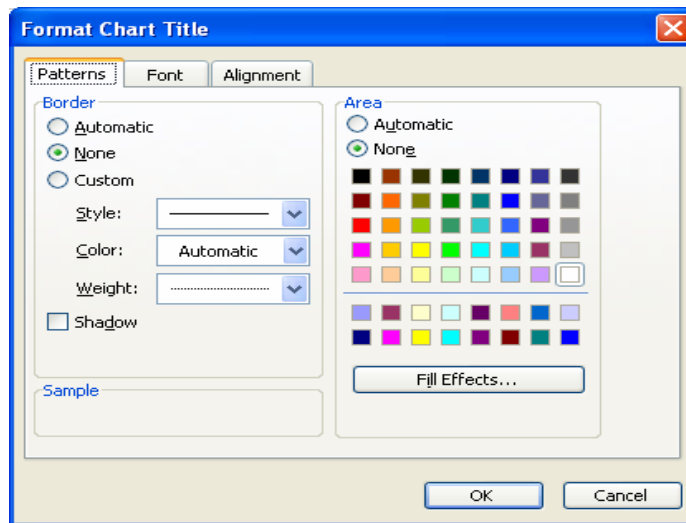 Format Chart Title
Patterns Font Alignment
Border
Automatic
None
Custom
Style:
Color: Automatic
Weight:
Shadow
Sample
Area
Automatic
None
Fill Effects...
OK Cancel